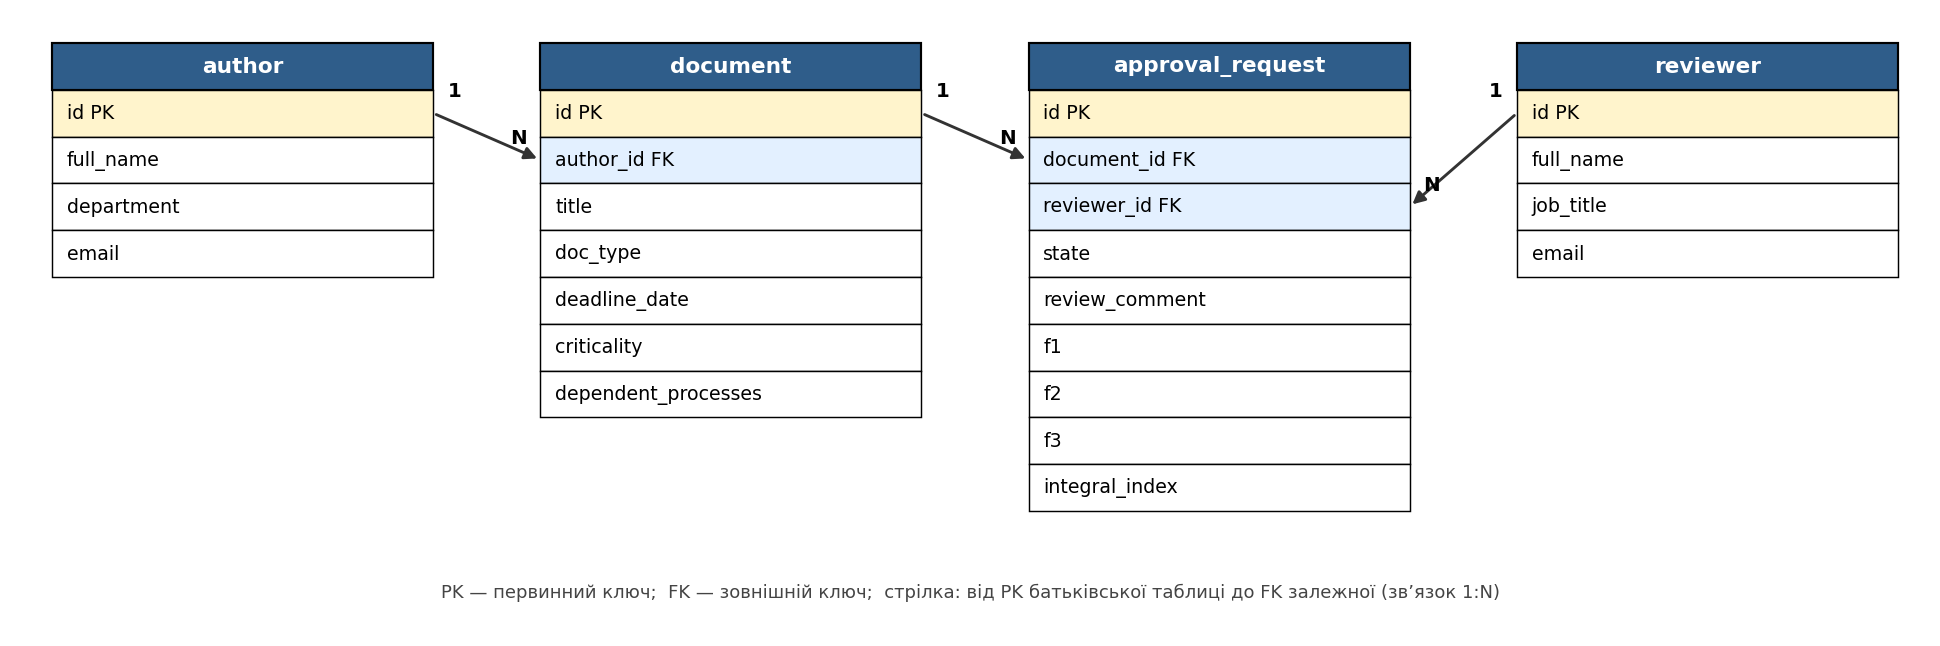 author
id PK
full_name
department
email
1
N
document
id PK
author_id FK
title
doc_type
deadline_date
criticality
dependent_processes
1
N
approval_request
id PK
document_id FK
reviewer_id FK
state
review_comment
f1
f2
f3
integral_index
1
N
reviewer
id PK
full_name
job_title
email
PK — первинний ключ;  FK — зовнішній ключ;  стрілка: від PK батьківської таблиці до FK залежної (зв’язок 1:N)